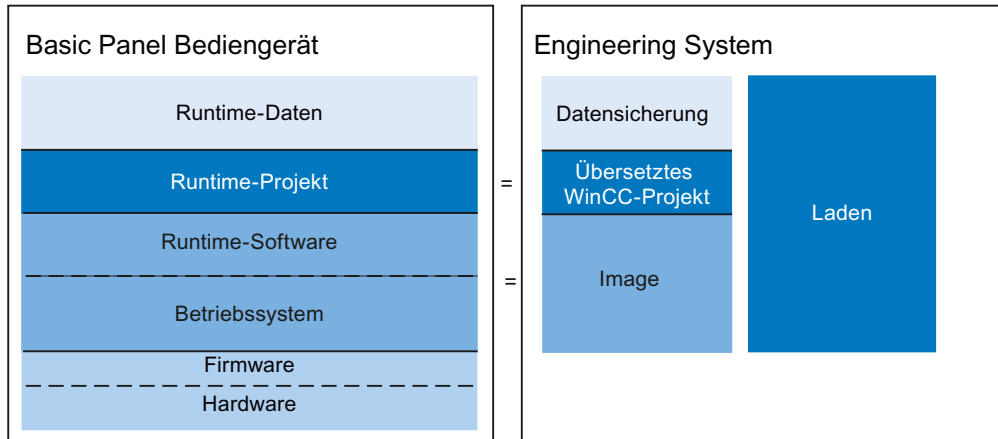 Basic Panel Bediengerät
Runtime-Daten
Runtime-Projekt
Runtime-Software
Betriebssystem
Firmware
Hardware
=
=
Engineering System
Datensicherung
Übersetztes
WinCC-Projekt
Image
Laden